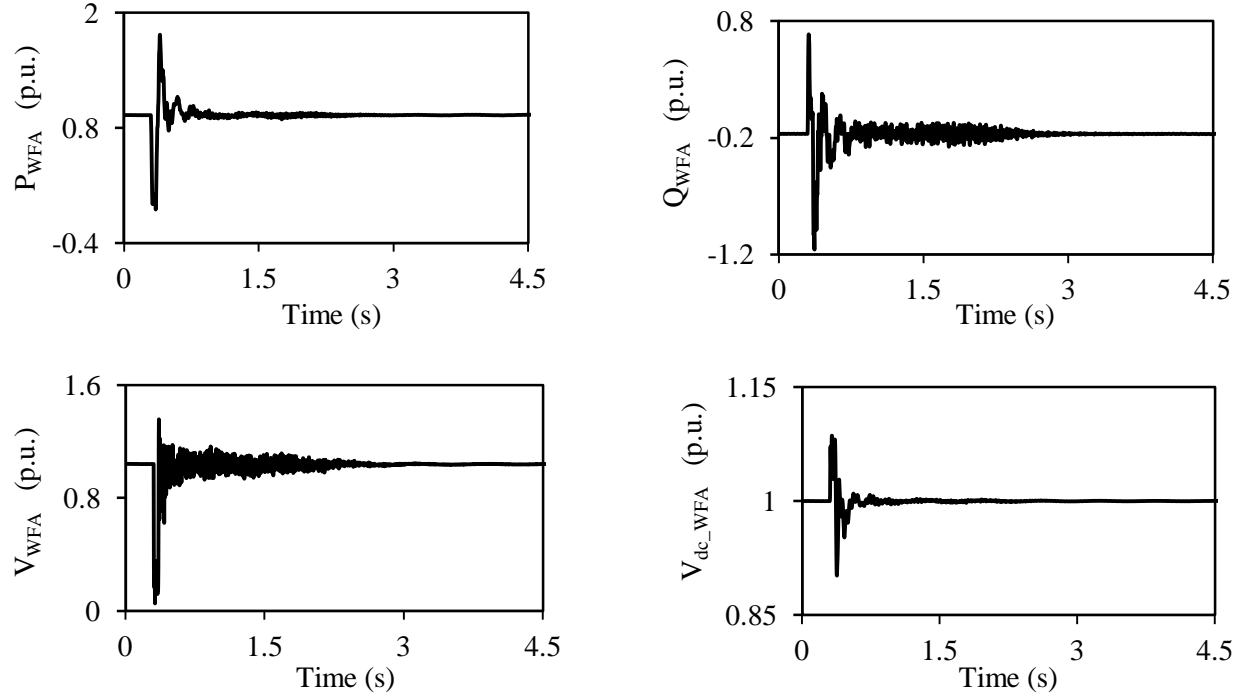 2
0.8
-0.4
P_WFA (p.u.)
0 1.5 3 4.5
Time (s)
0.8
-0.2
-1.2
Q_WFA (p.u.)
0 1.5 3 4.5
Time (s)
1.6
0.8
0
V_WFA (p.u.)
0 1.5 3 4.5
Time (s)
1.15
1
0.85
V_dc_WFA (p.u.)
0 1.5 3 4.5
Time (s)